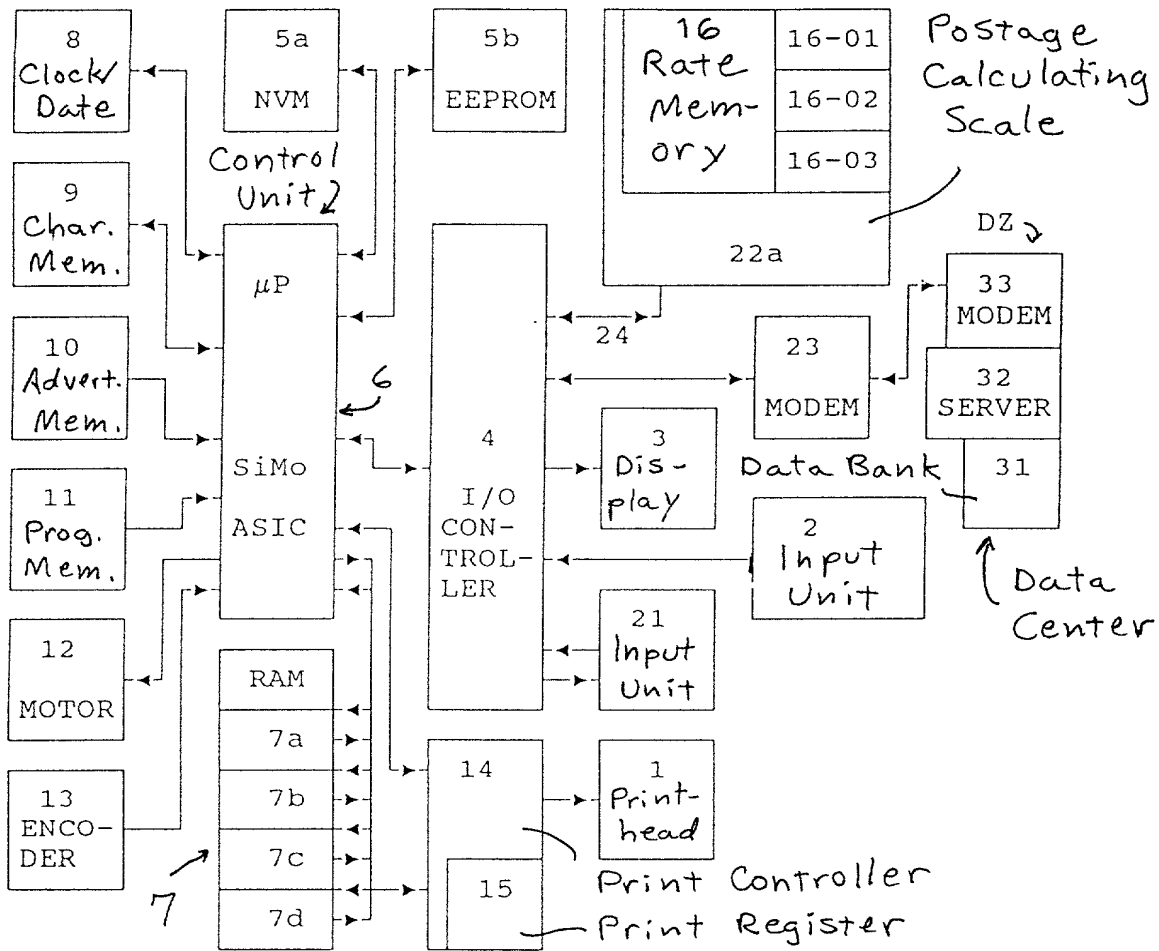 8
Clock/
Date
5a
NVM
5b
EEPROM
16
Rate
Mem-
ory
16-01
16-02
16-03
22a
Postage
Calculating
Scale
Control
Unit
9
Char.
Mem.
μP
SiMo
ASIC
6
10
Advert.
Mem.
11
Prog.
Mem.
12
MOTOR
13
ENCO-
DER
RAM
7a
7b
7c
7d
7
4
I/O
CON-
TROL-
LER
24
23
MODEM
DZ
33
MODEM
32
SERVER
31
Data Bank
Data
Center
3
Dis-
play
2
Input
Unit
21
Input
Unit
14
15
1
Print-
head
Print Controller
Print Register